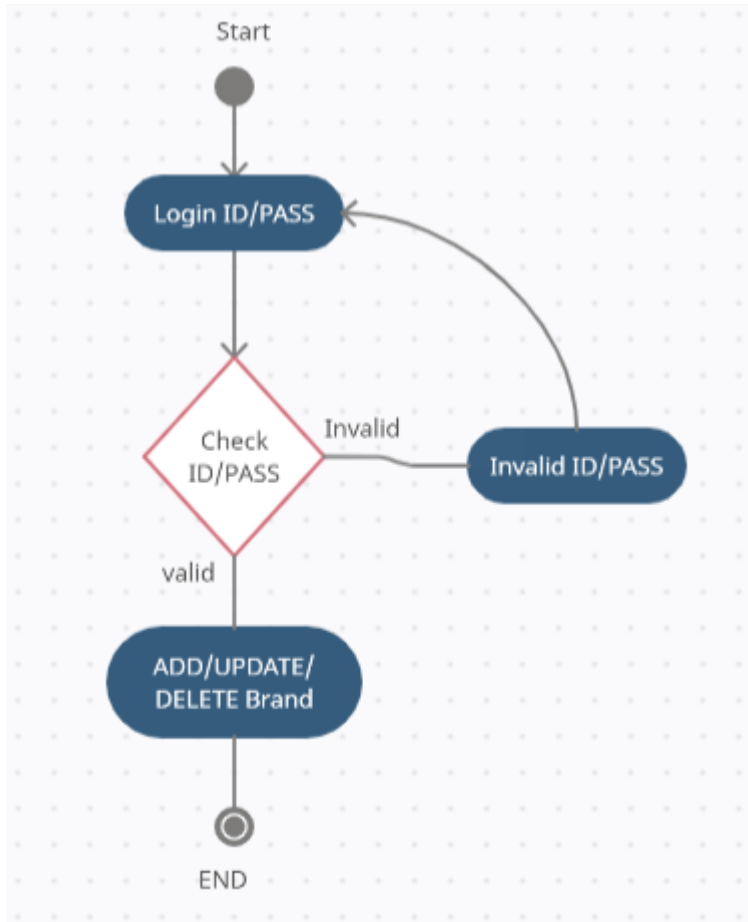 Start
Login ID/PASS
Check
ID/PASS
Invalid
Invalid ID/PASS
valid
ADD/UPDATE/
DELETE Brand
END